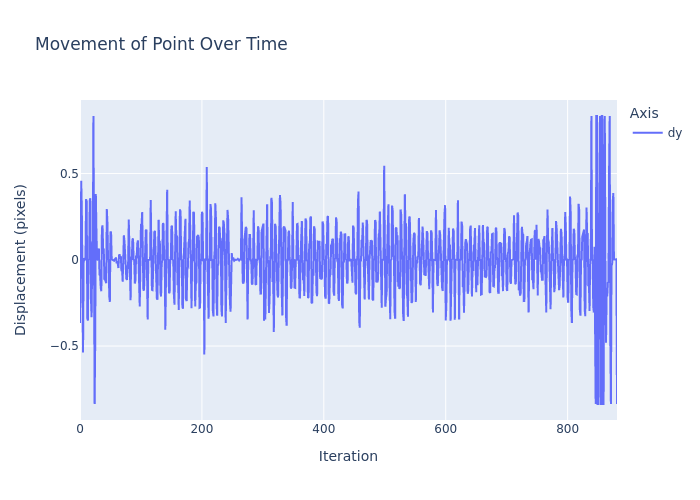 Movement of Point Over Time
Axis
dy
0.5
0
−0.5
Displacement (pixels)
0
200
400
600
800
Iteration